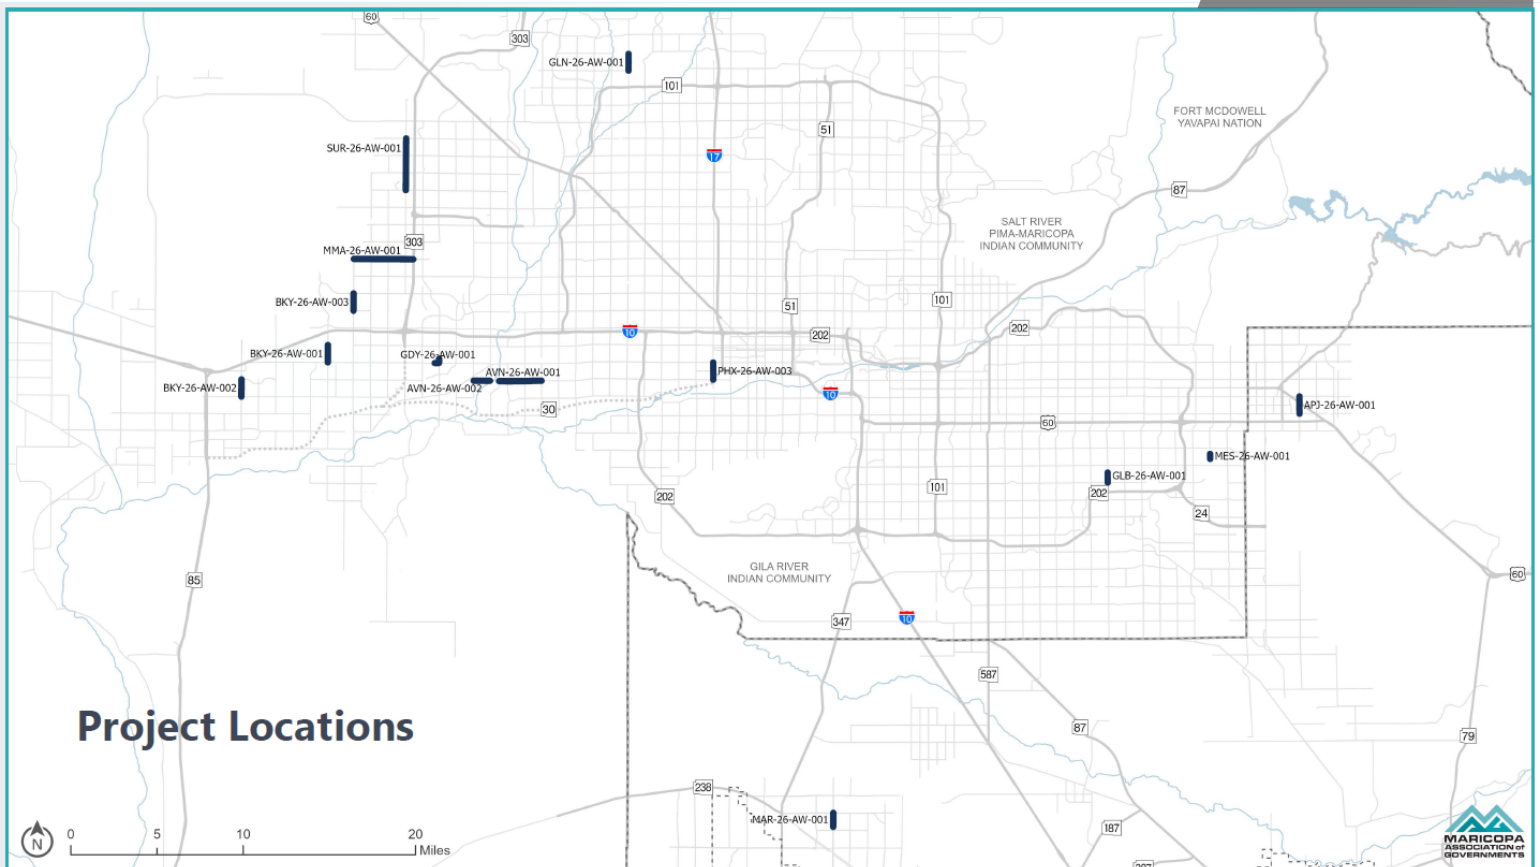 60
303
GLN-26-AW-001
101
FORT MCDOWELL
YAVAPAI NATION
51
SUR-26-AW-001
17
87
SALT RIVER
PIMA-MARICOPA
INDIAN COMMUNITY
303
MMA-26-AW-001
BKY-26-AW-003
101
51
202
10
202
BKY-26-AW-001
GDY-26-AW-001
AVN-26-AW-001
PHX-26-AW-003
BKY-26-AW-002
AVN-26-AW-002
10
30
APJ-26-AW-001
60
MES-26-AW-001
GLB-26-AW-001
101
202
202
24
GILA RIVER
INDIAN COMMUNITY
85
60
347
10
587
Project Locations
87
79
238
MAR-26-AW-001
187
N
0 5 10 20
Miles
MARICOPA
ASSOCIATION of
GOVERNMENTS